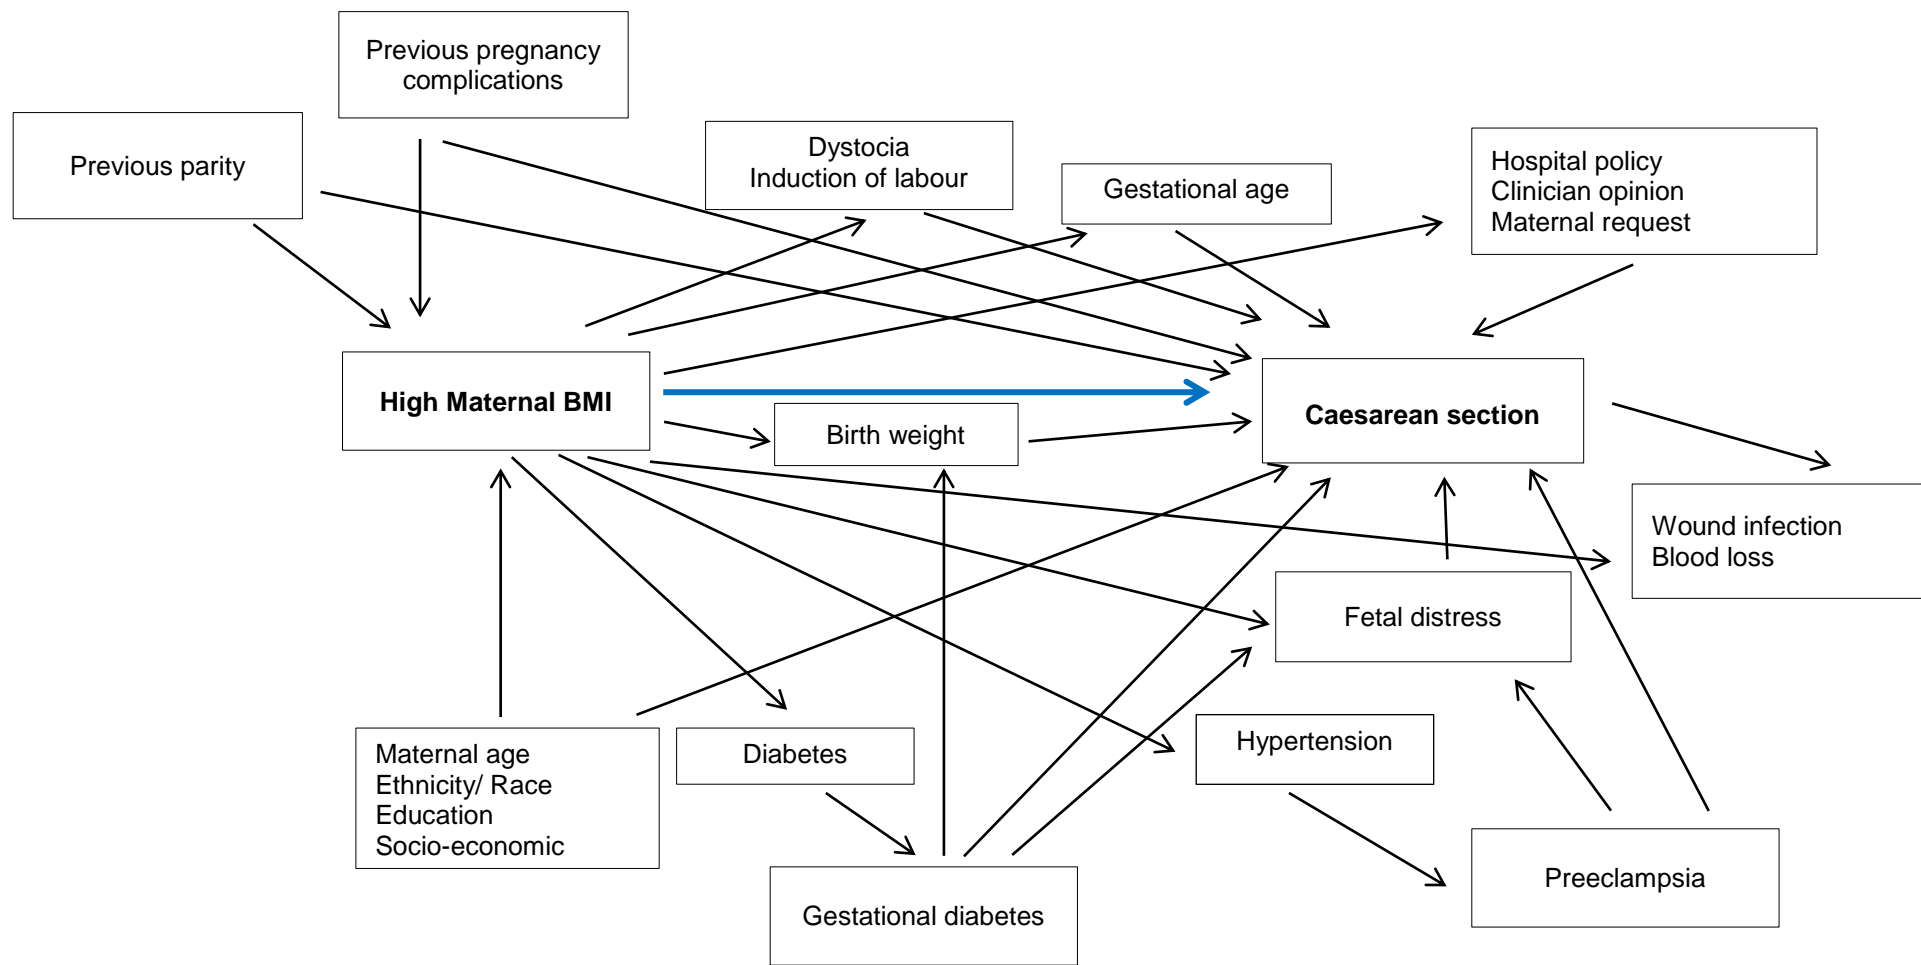 Previous pregnancy
complications
Previous parity
Dystocia
Induction of labour
Gestational age
Hospital policy
Clinician opinion
Maternal request
High Maternal BMI
Birth weight
Caesarean section
Wound infection
Blood loss
Fetal distress
Maternal age
Ethnicity/ Race
Education
Socio-economic
Diabetes
Hypertension
Gestational diabetes
Preeclampsia